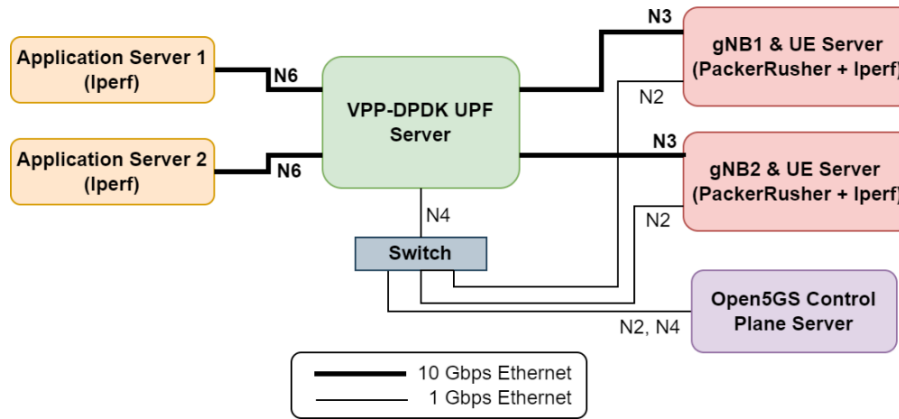 Application Server 1
(Iperf)
N6
VPP-DPDK UPF
Server
N3
gNB1 & UE Server
(PackerRusher + Iperf)
N2
Application Server 2
(Iperf)
N6
N3
gNB2 & UE Server
(PackerRusher + Iperf)
N2
N4
Switch
Open5GS Control
Plane Server
N2, N4
10 Gbps Ethernet
1 Gbps Ethernet